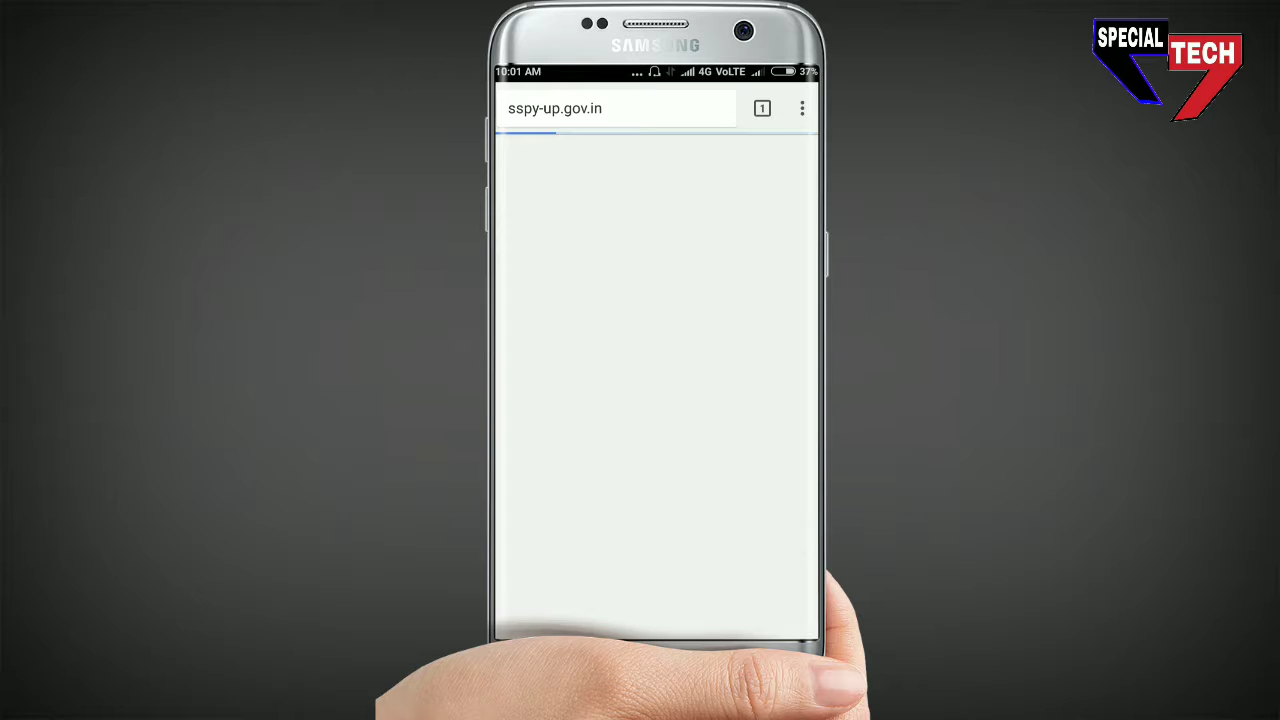 SPECIAL
TECH
SAMSUNG
10:01 AM
... 4G VoLTE 37%
sspy-up.gov.in
1